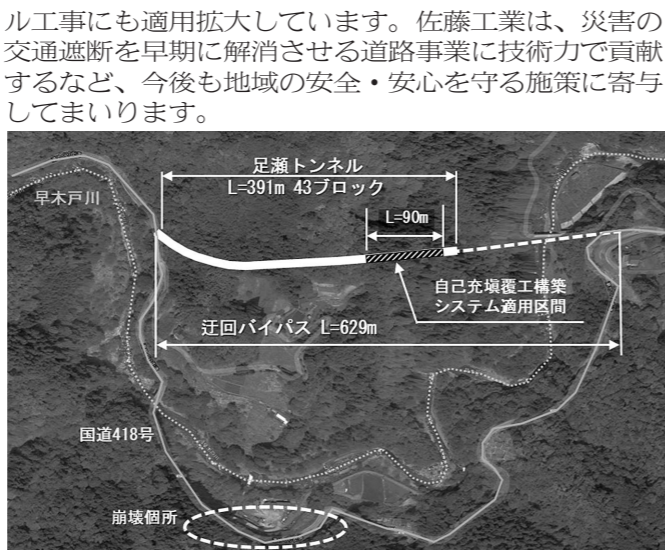 ル工事にも適用拡大しています。佐藤工業は、災害の
交通遮断を早期に解消させる道路事業に技術力で貢献
するなど、今後も地域の安全・安心を守る施策に寄与
してまいります。
足瀬トンネル
L=391m 43ブロック
早木戸川
L=90m
自己充塡覆工構築
システム適用区間
迂回バイパス L=629m
国道418号
崩壊個所